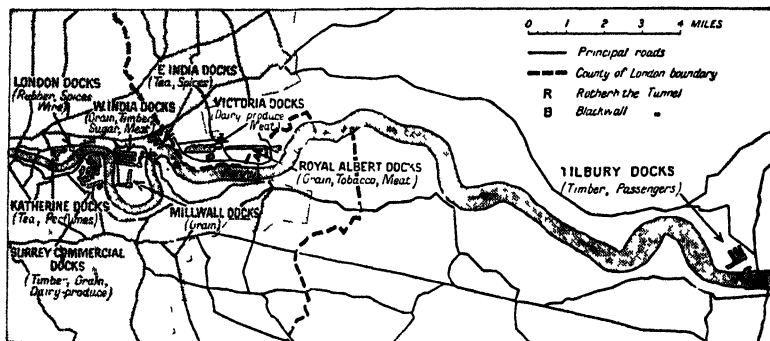 0 1 2 3 4 MILES
Principal roads
County of London boundary
R Rotherh the Tunnel
B Blackwall "
E INDIA DOCKS
(Tea, Spices)
LONDON DOCKS
(Rubber, Spices
Wire)
W. INDIA DOCKS
(Grain, Timber,
Sugar, Meat)
VICTORIA DOCKS
(Dairy produce
Meat)
ROYAL ALBERT DOCKS
(Grain, Tobacco, Meat)
TILBURY DOCKS
(Timber, Passengers)
KATHERINE DOCKS
(Tea, Perfumes)
MILLWALL DOCKS
(Grain)
SURREY COMMERCIAL
DOCKS
(Timber, Grain,
Dairy-produce)